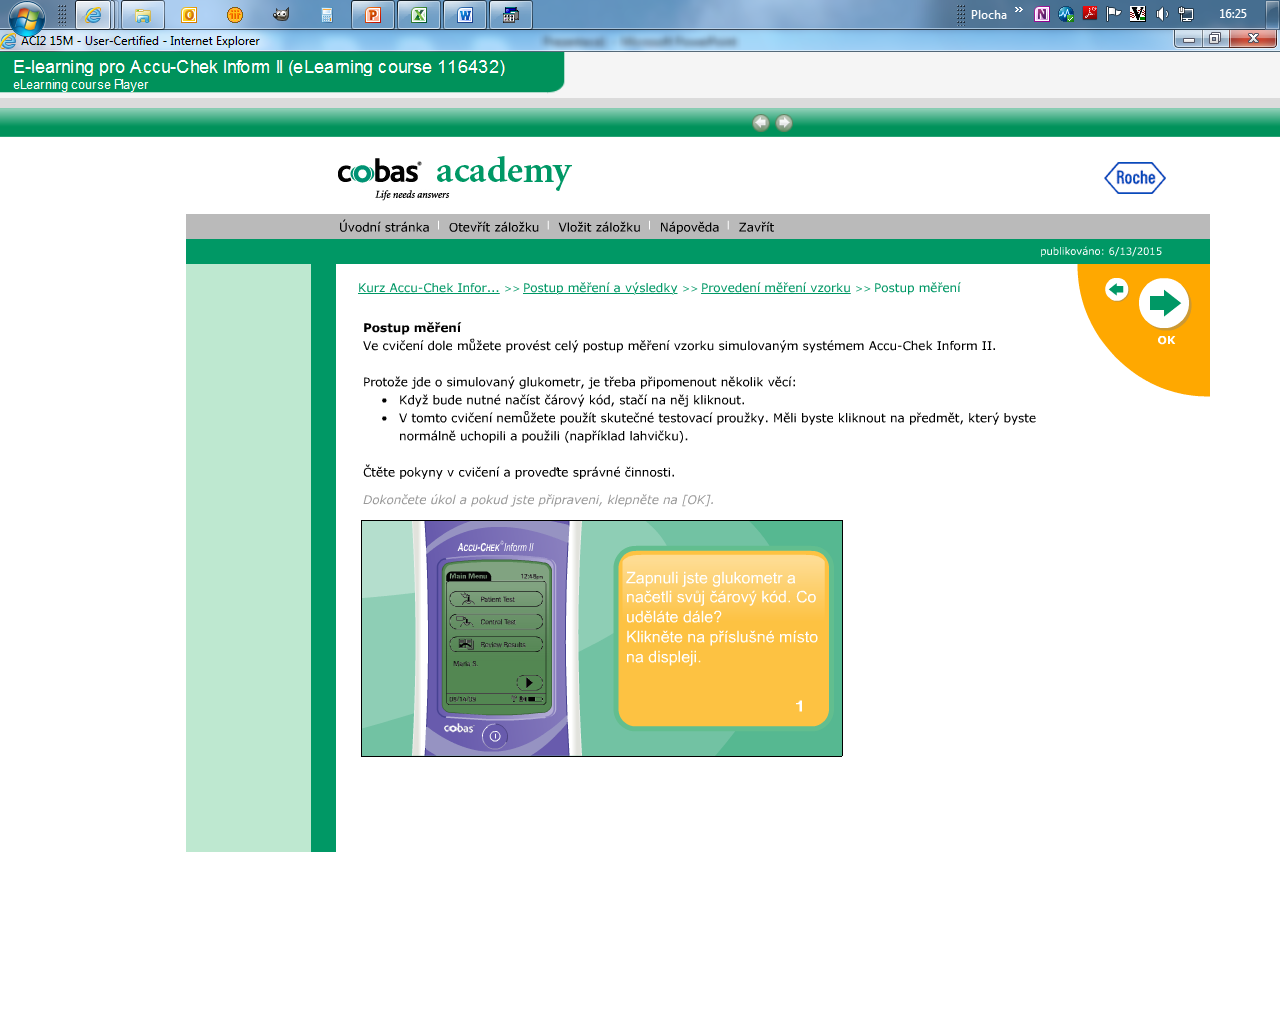 Plocha
16:25
ACI2 15M - User-Certified - Internet Explorer
E-learning pro Accu-Chek Inform II (eLearning course 116432)
eLearning course Player
cobas® academy
Life needs answers
Roche
Úvodní stránka | Otevřít záložku | Vložit záložku | Nápověda | Zavřít
publikováno: 6/13/2015
Kurz Accu-Chek Infor... >> Postup měření a výsledky >> Provedení měření vzorku >> Postup měření
OK
Postup měření
Ve cvičení dole můžete provést celý postup měření vzorku simulovaným systémem Accu-Chek Inform II.
Protože jde o simulovaný glukometr, je třeba připomenout několik věcí:
• Když bude nutné načíst čárový kód, stačí na něj kliknout.
• V tomto cvičení nemůžete použít skutečné testovací proužky. Měli byste kliknout na předmět, který byste
normálně uchopili a použili (například lahvičku).
Čtěte pokyny v cvičení a proveďte správné činnosti.
Dokončete úkol a pokud jste připraveni, klepněte na [OK].
ACCU-CHEK® Inform II
Main Menu 12:48pm
Patient Test
Control Test
Review Results
Maria S.
09/14/09
cobas®
Zapnuli jste glukometr a
načetli svůj čárový kód. Co
uděláte dále?
Klikněte na příslušné místo
na displeji.
1